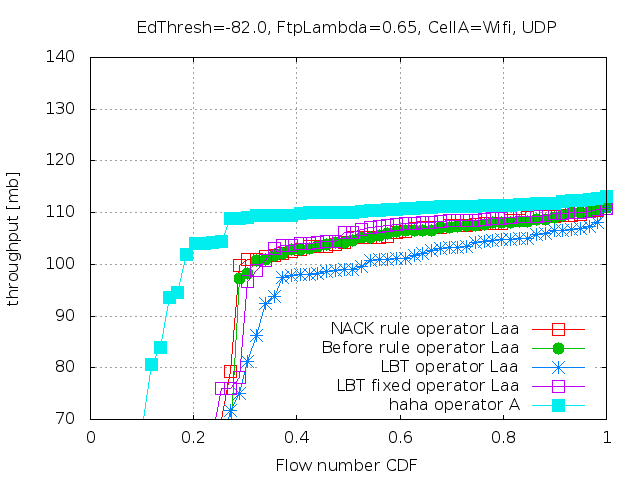 EdThresh=-82.0, FtpLambda=0.65, CellA=Wifi, UDP
140
130
120
110
100
90
80
70
throughput [mb]
NACK rule operator Laa
Before rule operator Laa
LBT operator Laa
LBT fixed operator Laa
haha operator A
0
0.2
0.4
0.6
0.8
1
Flow number CDF